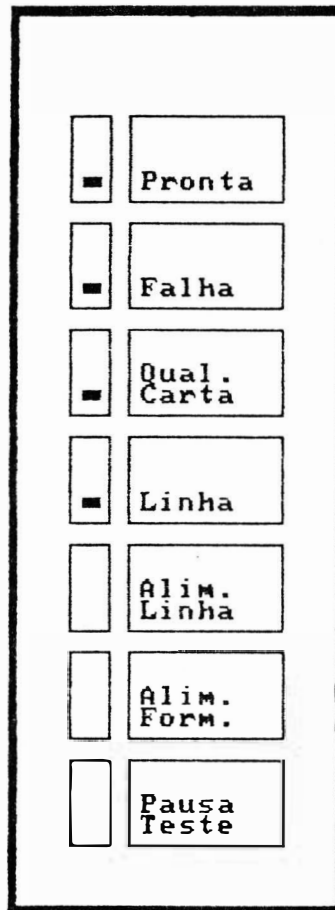 Pronta
Falha
Qual.
Carta
Linha
Alim.
Linha
Alim.
Form.
Pausa
Teste